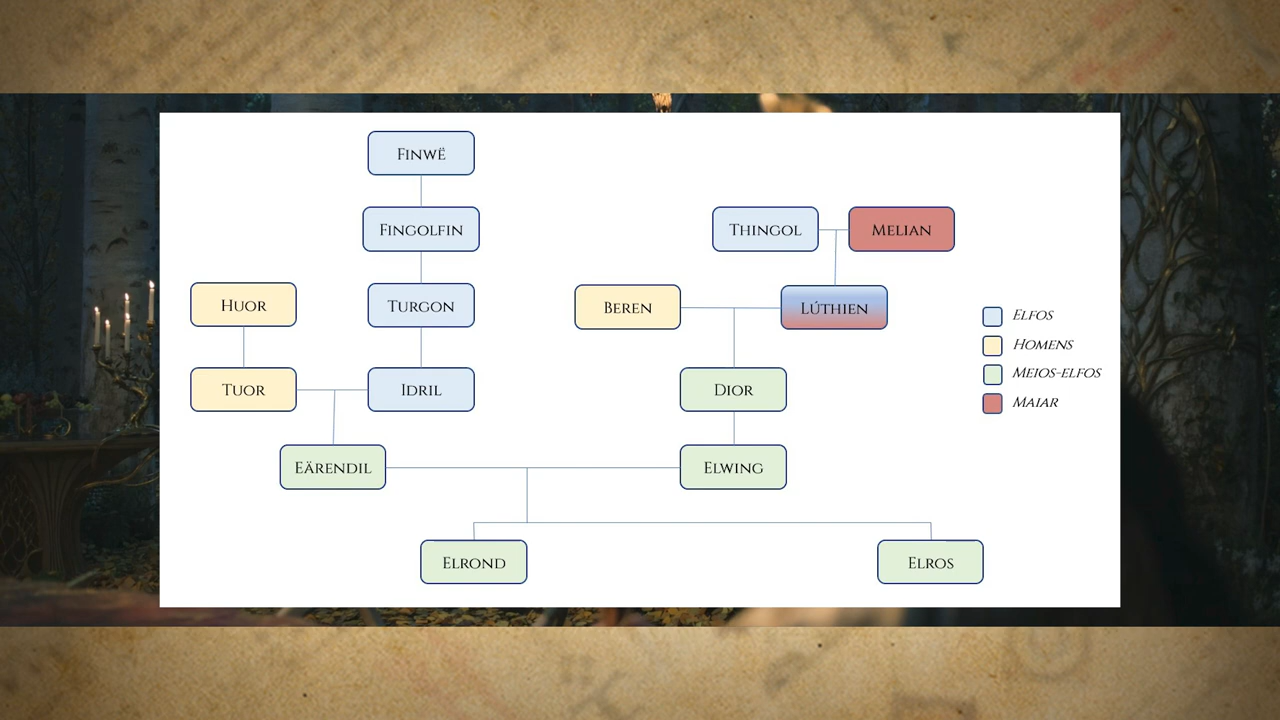 Finwë
Fingolfin
Thingol
Melian
Huor
Turgon
Beren
Lúthien
Elfos
Homens
Meios-elfos
Maiar
Tuor
Idril
Dior
Eärendil
Elwing
Elrond
Elros